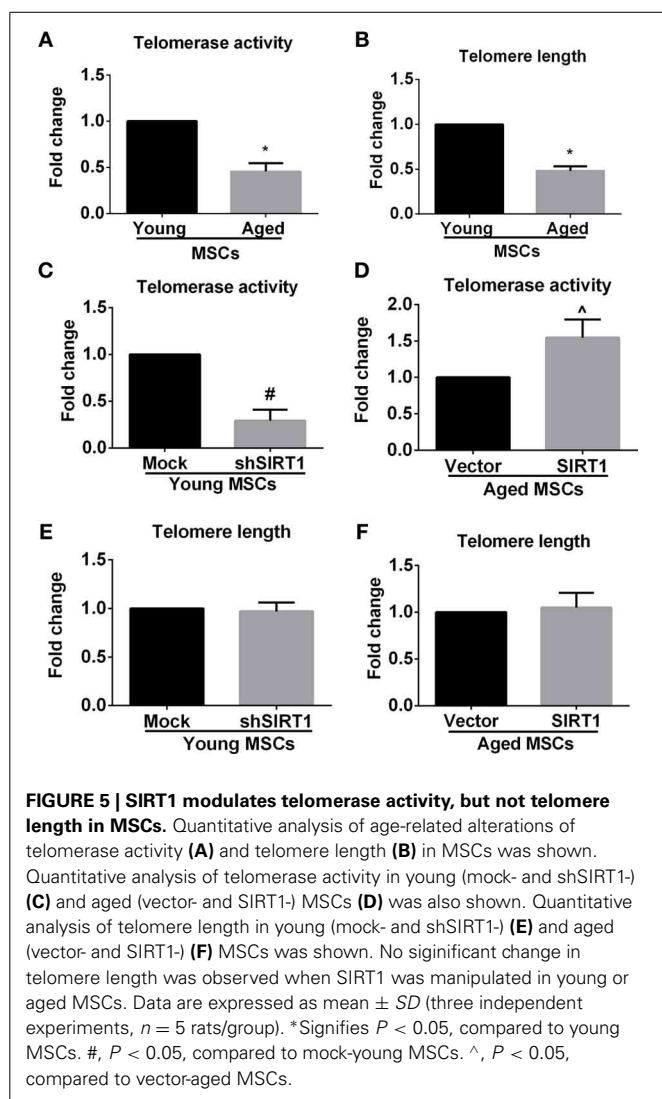 A
Telomerase activity
Fold change
1.5
1.0
0.5
0.0
*
Young Aged
MSCs
B
Telomere length
Fold change
1.5
1.0
0.5
0.0
*
Young Aged
MSCs
C
Telomerase activity
Fold change
1.5
1.0
0.5
0.0
#
Mock shSIRT1
Young MSCs
D
Telomerase activity
Fold change
2.0
1.5
1.0
0.5
0.0
^
Vector SIRT1
Aged MSCs
E
Telomere length
Fold change
1.5
1.0
0.5
0.0
Mock shSIRT1
Young MSCs
F
Telomere length
Fold change
1.5
1.0
0.5
0.0
Vector SIRT1
Aged MSCs
FIGURE 5 | SIRT1 modulates telomerase activity, but not telomere
length in MSCs. Quantitative analysis of age-related alterations of
telomerase activity (A) and telomere length (B) in MSCs was shown.
Quantitative analysis of telomerase activity in young (mock- and shSIRT1-)
(C) and aged (vector- and SIRT1-) MSCs (D) was also shown. Quantitative
analysis of telomere length in young (mock- and shSIRT1-) (E) and aged
(vector- and SIRT1-) (F) MSCs was shown. No siginificant change in
telomere length was observed when SIRT1 was manipulated in young or
aged MSCs. Data are expressed as mean ± SD (three independent
experiments, n = 5 rats/group). *Signifies P < 0.05, compared to young
MSCs. #, P < 0.05, compared to mock-young MSCs. ^, P < 0.05,
compared to vector-aged MSCs.